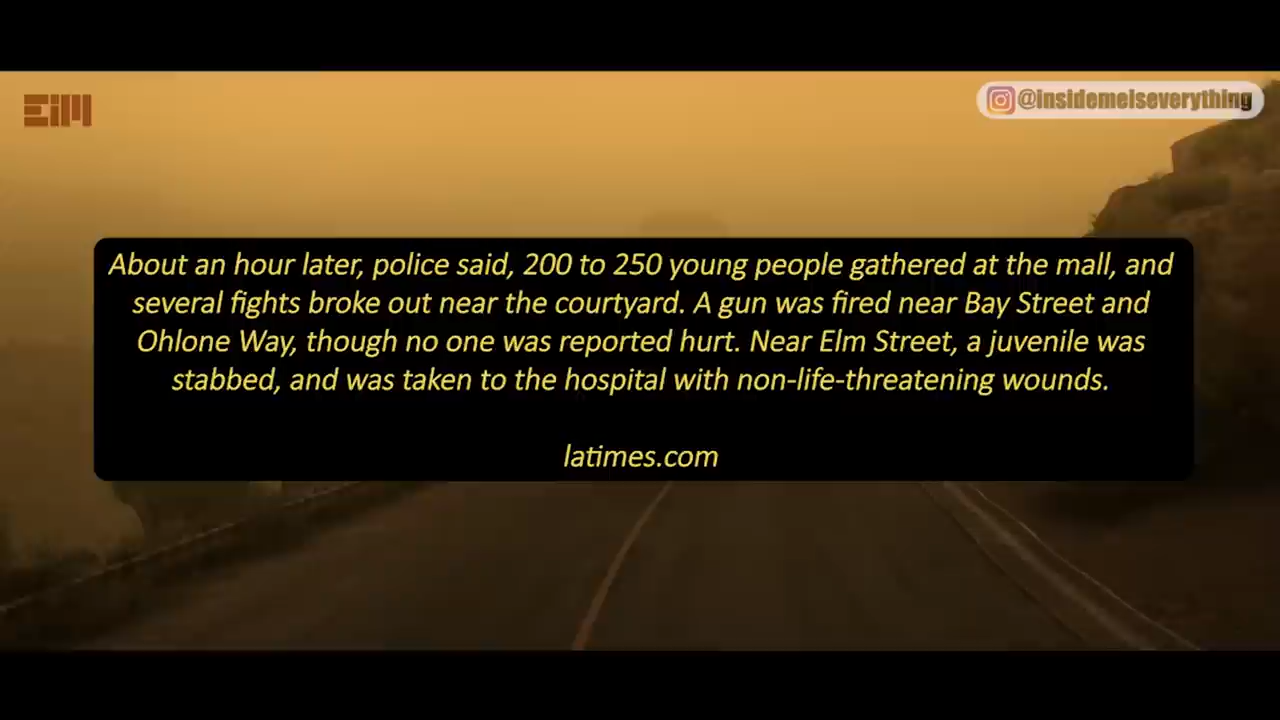 EiM
@insidemeiseverything
About an hour later, police said, 200 to 250 young people gathered at the mall, and
several fights broke out near the courtyard. A gun was fired near Bay Street and
Ohlone Way, though no one was reported hurt. Near Elm Street, a juvenile was
stabbed, and was taken to the hospital with non-life-threatening wounds.
latimes.com